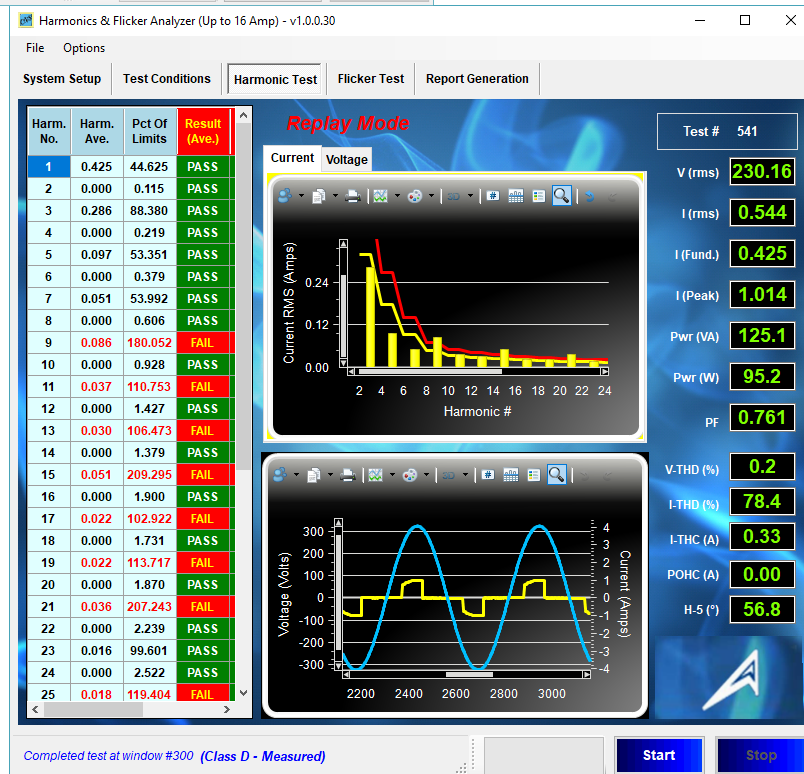 Harmonics & Flicker Analyzer (Up to 16 Amp) - v1.0.0.30
File Options
System Setup Test Conditions Harmonic Test Flicker Test Report Generation
Harm. No. Harm. Ave. Pct Of Limits Result (Ave.)
1 0.425 44.625 PASS
2 0.000 0.115 PASS
3 0.286 88.380 PASS
4 0.000 0.219 PASS
5 0.097 53.351 PASS
6 0.000 0.379 PASS
7 0.051 53.992 PASS
8 0.000 0.606 PASS
9 0.086 180.052 FAIL
10 0.000 0.928 PASS
11 0.037 110.753 FAIL
12 0.000 1.427 PASS
13 0.030 106.473 FAIL
14 0.000 1.379 PASS
15 0.051 209.295 FAIL
16 0.000 1.900 PASS
17 0.022 102.922 FAIL
18 0.000 1.731 PASS
19 0.022 113.717 FAIL
20 0.000 1.870 PASS
21 0.036 207.243 FAIL
22 0.000 2.239 PASS
23 0.016 99.601 PASS
24 0.000 2.522 PASS
25 0.018 119.404 FAIL
Replay Mode
Current Voltage
3D
Current RMS (Amps)
0.24
0.12
0.00
2 4 6 8 10 12 14 16 18 20 22 24
Harmonic #
3D
Voltage (Volts)
300
200
100
0
-100
-200
-300
4
3
2
1
0
-1
-2
-3
-4
Current (Amps)
2200 2400 2600 2800 3000
Test # 541
V (rms) 230.16
I (rms) 0.544
I (Fund.) 0.425
I (Peak) 1.014
Pwr (VA) 125.1
Pwr (W) 95.2
PF 0.761
V-THD (%) 0.2
I-THD (%) 78.4
I-THC (A) 0.33
POHC (A) 0.00
H-5 (°) 56.8
Completed test at window #300 (Class D - Measured)
Start Stop